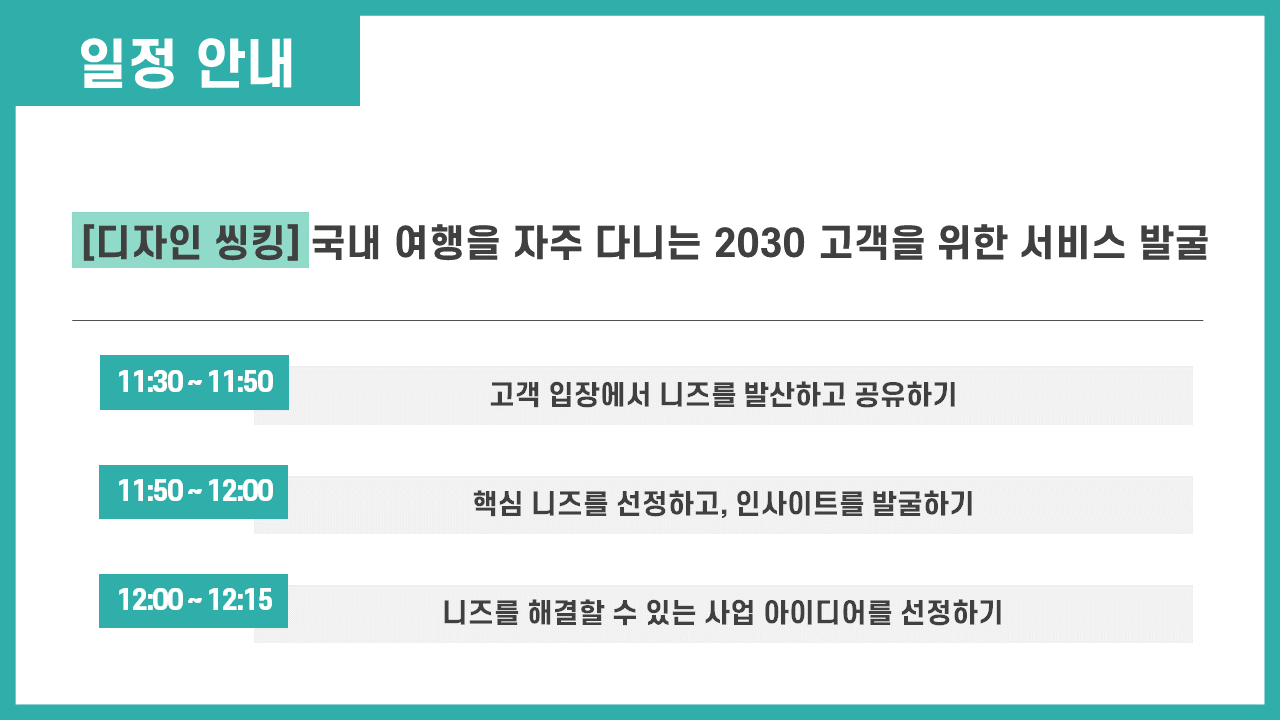 일정 안내
[디자인 씽킹] 국내 여행을 자주 다니는 2030 고객을 위한 서비스 발굴
11:30 ~ 11:50
고객 입장에서 니즈를 발산하고 공유하기
11:50 ~ 12:00
핵심 니즈를 선정하고, 인사이트를 발굴하기
12:00 ~ 12:15
니즈를 해결할 수 있는 사업 아이디어를 선정하기